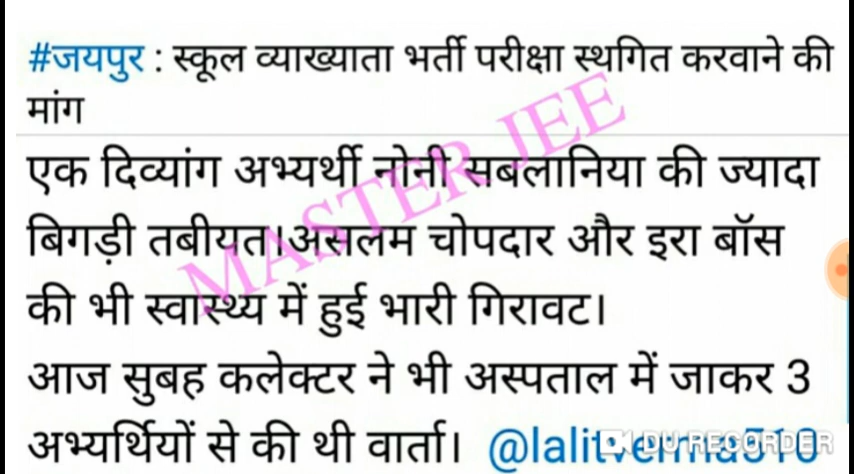 #जयपुर : स्कूल व्याख्याता भर्ती परीक्षा स्थगित करवाने की
मांग
एक दिव्यांग अभ्यर्थी नोनी सबलानिया की ज्यादा
बिगड़ी तबीयत।असलम चोपदार और इरा बॉस
की भी स्वास्थ्य में हुई भारी गिरावट।
आज सुबह कलेक्टर ने भी अस्पताल में जाकर 3
अभ्यर्थियों से की थी वार्ता। @lalitverma510
MASTER JEE
DU RECORDER